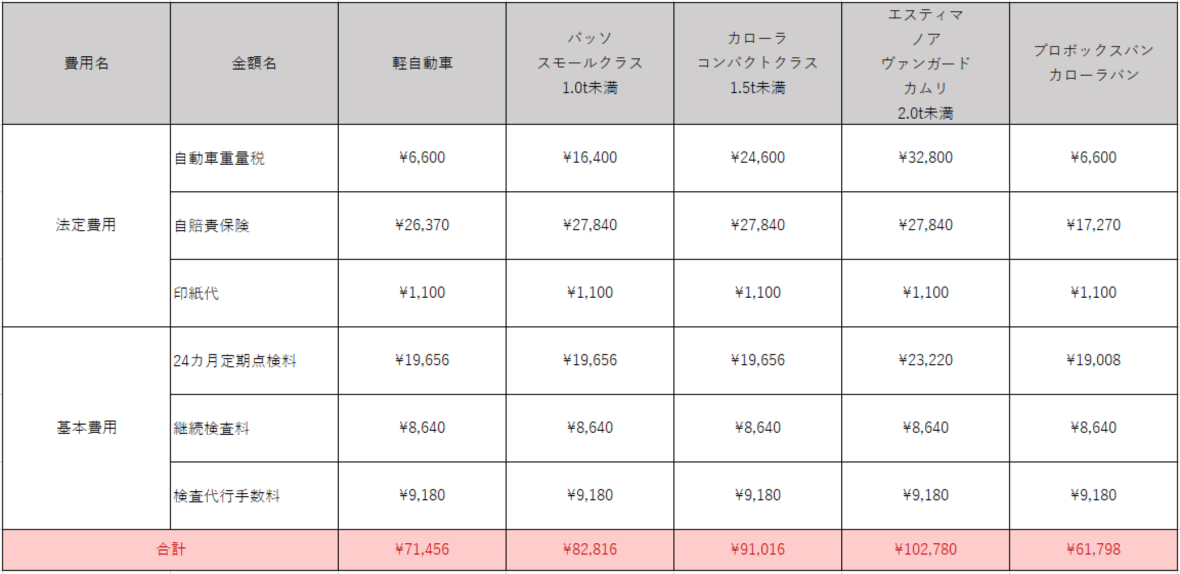 費用名 金額名 軽自動車 パッソ スモールクラス 1.0t未満 カローラ コンパクトクラス 1.5t未満 エスティマ ノア ヴァンガード カムリ 2.0t未満 プロボックスバン カローラバン
法定費用
自動車重量税 ¥6,600 ¥16,400 ¥24,600 ¥32,800 ¥6,600
自賠責保険 ¥26,370 ¥27,840 ¥27,840 ¥27,840 ¥17,270
印紙代 ¥1,100 ¥1,100 ¥1,100 ¥1,100 ¥1,100
基本費用
24カ月定期点検料 ¥19,656 ¥19,656 ¥19,656 ¥23,220 ¥19,008
継続検査料 ¥8,640 ¥8,640 ¥8,640 ¥8,640 ¥8,640
検査代行手数料 ¥9,180 ¥9,180 ¥9,180 ¥9,180 ¥9,180
合計 ¥71,456 ¥82,816 ¥91,016 ¥102,780 ¥61,798